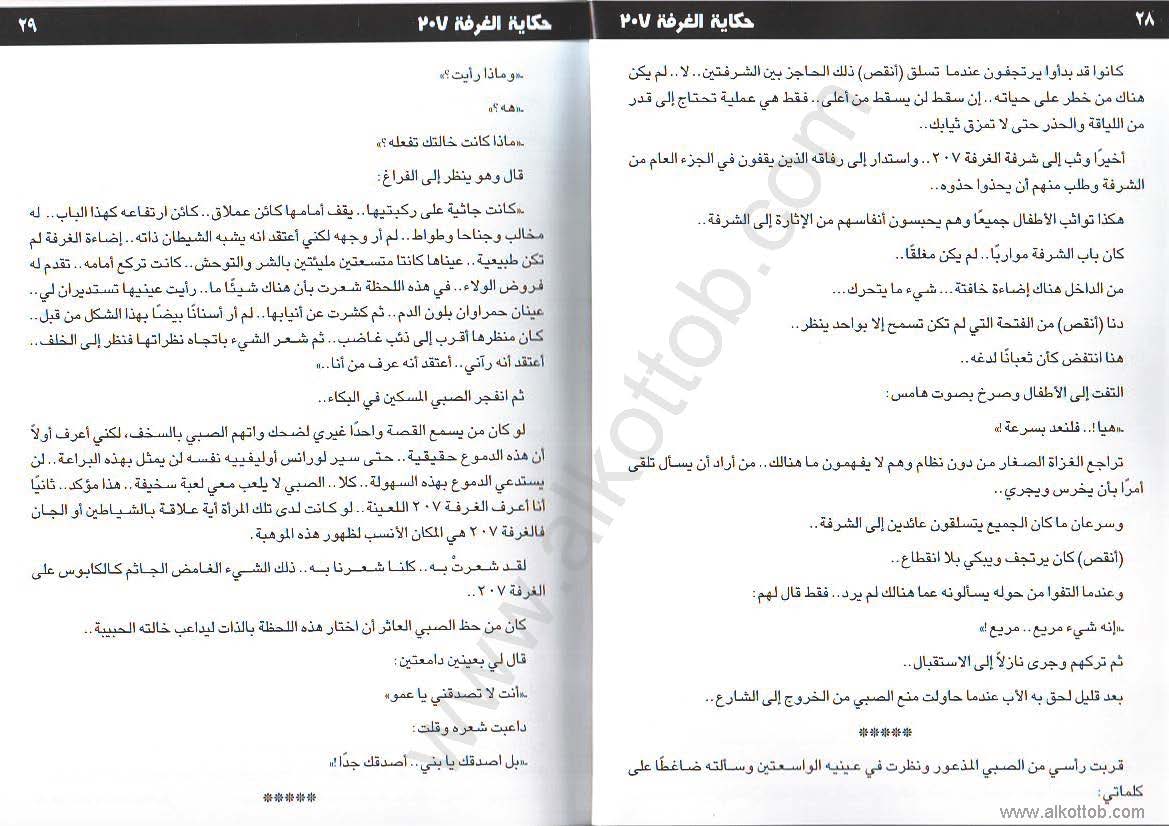 ٢٨
حكاية الغرفة ٢٠٧
كانوا قد بدأوا يرتجفون عندما تسلق (أنقص) ذلك الحاجز بين الشرفتين.. لا.. لم يكن
هناك من خطر على حياته.. إن سقط لن يسقط من أعلى.. فقط هي عملية تحتاج إلى قدر
من اللياقة والحذر حتى لا تمزق ثيابك..
أخيرًا وثب إلى شرفة الغرفة ٢٠٧.. واستدار إلى رفاقه الذين يقفون في الجزء العام من
الشرفة وطلب منهم أن يحذوا حذوه..
هكذا تواثب الأطفال جميعًا وهم يحبسون أنفاسهم من الإثارة إلى الشرفة..
كان باب الشرفة مواربًا.. لم يكن مغلقًا..
من الداخل هناك إضاءة خافتة... شيء ما يتحرك...
دنا (أنقص) من الفتحة التي لم تكن تسمح إلا بواحد ينظر..
هنا انتفض كأن ثعبانًا لدغه..
التفت إلى الأطفال وصرخ بصوت هامس:
-«هيا!.. فلنعد بسرعة!»
تراجع الغزاة الصغار من دون نظام وهم لا يفهمون ما هنالك.. من أراد أن يسأل تلقى
أمرًا بأن يخرس ويجري..
وسرعان ما كان الجميع يتسلقون عائدين إلى الشرفة..
(أنقص) كان يرتجف ويبكي بلا انقطاع..
وعندما التفوا من حوله يسألونه عما هنالك لم يرد.. فقط قال لهم:
-«إنه شيء مريع.. مريع!»
ثم تركهم وجرى نازلاً إلى الاستقبال..
بعد قليل لحق به الأب عندما حاولت منع الصبي من الخروج إلى الشارع..
*****
قربت رأسي من الصبي المذعور ونظرت في عينيه الواسعتين وسألته ضاغطًا على
كلماتي:
www.alkottob.com
حكاية الغرفة ٢٠٧
٢٩
-«وماذا رأيت؟»
-«هه؟»
-«ماذا كانت خالتك تفعله؟»
قال وهو ينظر إلى الفراغ:
-«كانت جاثية على ركبتيها.. يقف أمامها كائن عملاق.. كائن ارتفاعه كهذا الباب.. له
مخالب وجناحا وطواط.. لم أر وجهه لكني أعتقد انه يشبه الشيطان ذاته.. إضاءة الغرفة لم
تكن طبيعية.. عيناها كانتا متسعتين مليئتين بالشر والتوحش.. كانت تركع أمامه.. تقدم له
فروض الولاء.. في هذه اللحظة شعرت بأن هناك شيئًا ما.. رأيت عينيها تستديران لي..
عينان حمراوان بلون الدم.. ثم كشرت عن أنيابها.. لم أر أسنانًا بيضًا بهذا الشكل من قبل..
كان منظرها أقرب إلى ذئب غاضب.. ثم شعر الشيء باتجاه نظراتها فنظر إلى الخلف..
أعتقد أنه رآني.. أعتقد أنه عرف من أنا..»
ثم انفجر الصبي المسكين في البكاء..
لو كان من يسمع القصة واحدًا غيري لضحك واتهم الصبي بالسخف، لكني أعرف أولاً
أن هذه الدموع حقيقية.. حتى سير لورانس أوليفييه نفسه لن يمثل بهذه البراعة.. لن
يستدعي الدموع بهذه السهولة.. كلا.. الصبي لا يلعب معي لعبة سخيفة.. هذا مؤكد.. ثانيًا
أنا أعرف الغرفة ٢٠٧ اللعينة.. لو كانت لدى تلك المرأة أية علاقة بالشياطين أو الجان
فالغرفة ٢٠٧ هي المكان الأنسب لظهور هذه الموهبة.
لقد شعرتْ به.. كلنا شعرنا به.. ذلك الشيء الغامض الجاثم كالكابوس على
الغرفة ٢٠٧..
كان من حظ الصبي العاثر أن اختار هذه اللحظة بالذات ليداعب خالته الحبيبة..
قال لي بعينين دامعتين:
-«أنت لا تصدقني يا عمو»
داعبت شعره وقلت:
-«بل اصدقك يا بني.. أصدقك جدًا!»
*****
www.alkottob.com